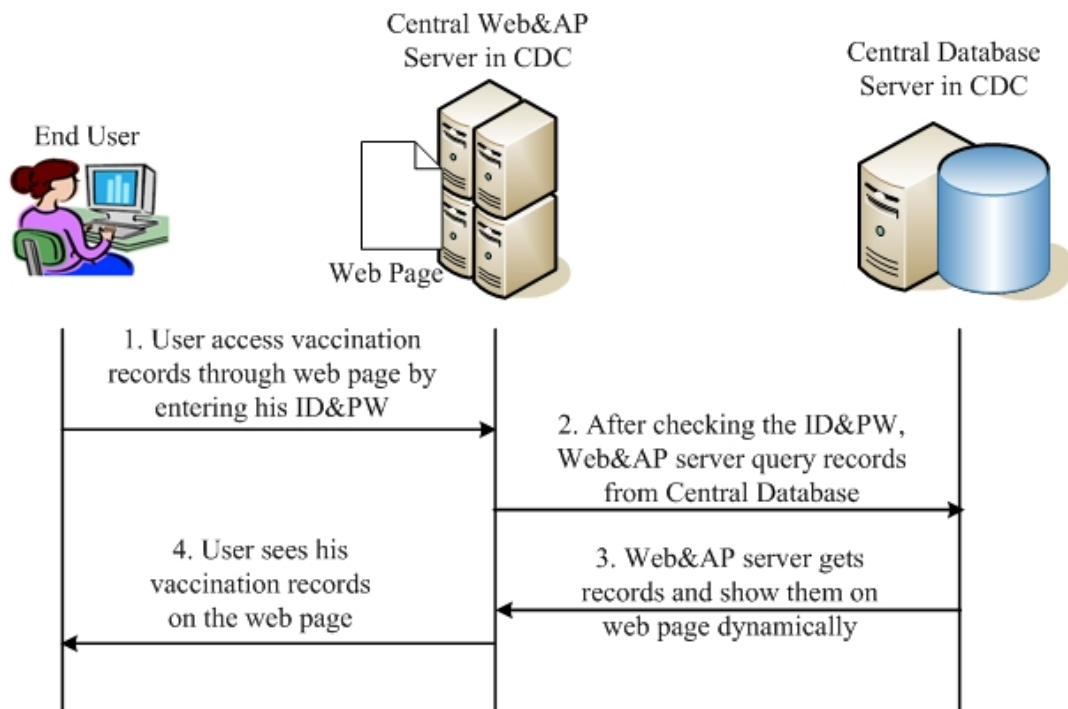 Central Web&AP
Server in CDC
Central Database
Server in CDC
End User
Web Page
1. User access vaccination
records through web page by
entering his ID&PW
2. After checking the ID&PW,
Web&AP server query records
from Central Database
3. Web&AP server gets
records and show them on
web page dynamically
4. User sees his
vaccination records
on the web page